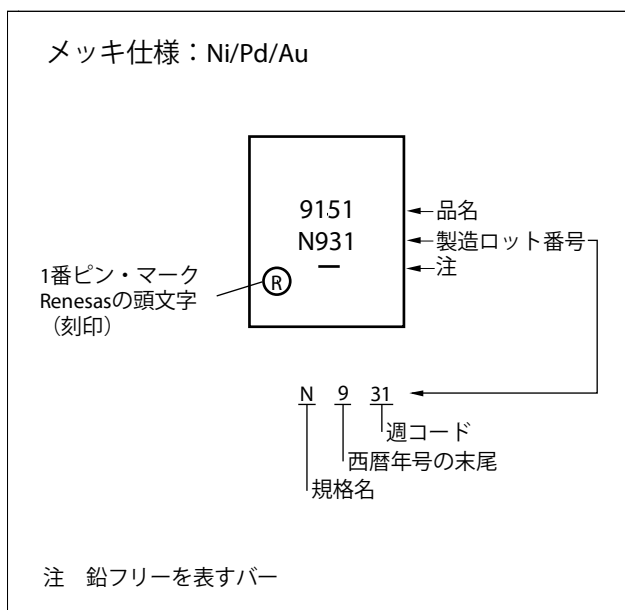 メッキ仕様：Ni/Pd/Au
9151
品名
N931
製造ロット番号
注
R
1番ピン・マーク
Renesasの頭文字
（刻印）
N 9 31
週コード
西暦年号の末尾
規格名
注　鉛フリーを表すバー